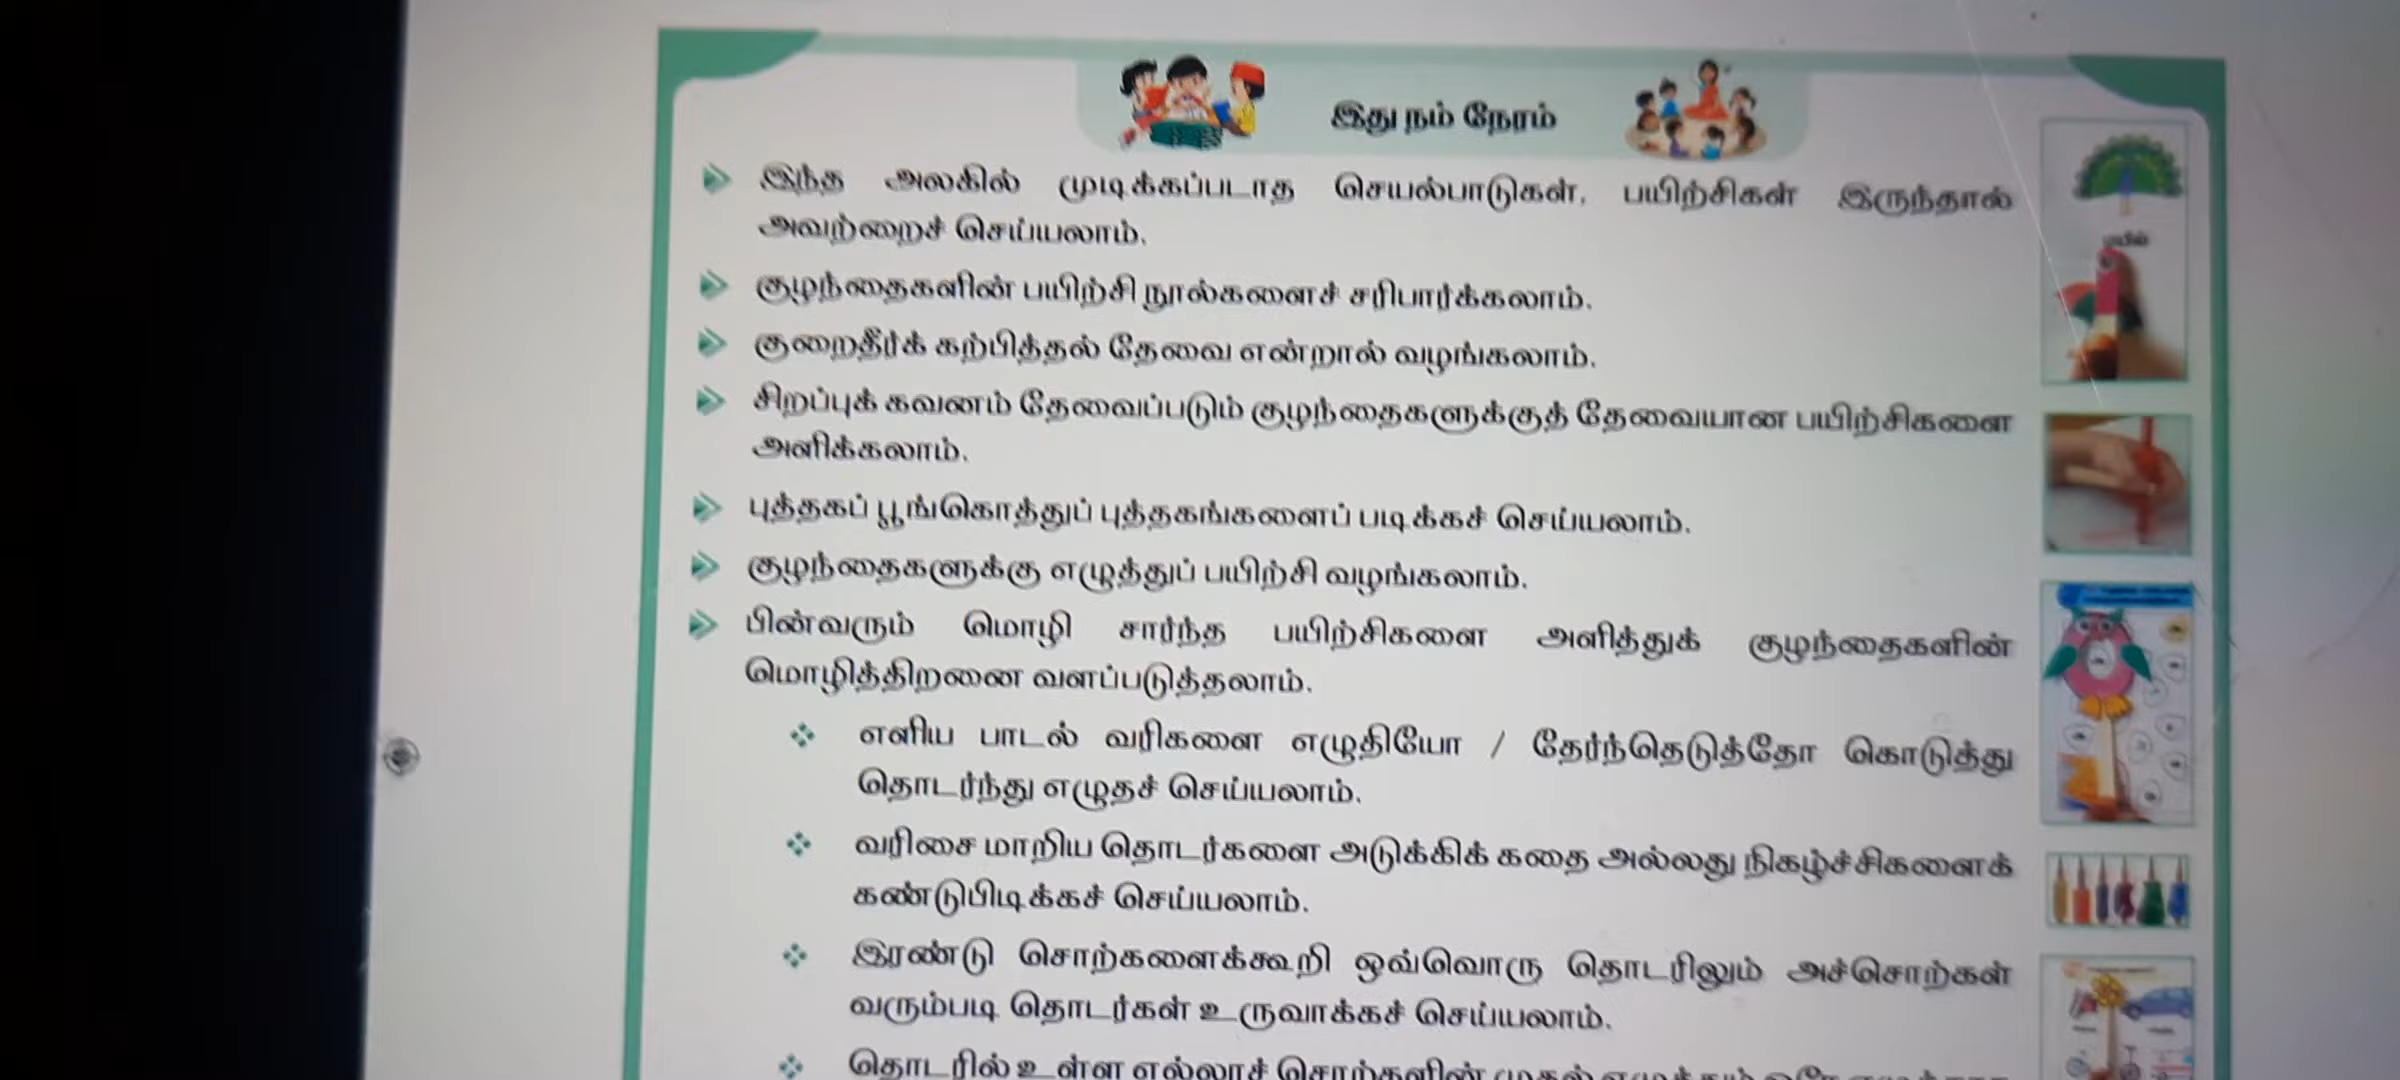 இது நம் நேரம்
இந்த அலகில் முடிக்கப்படாத செயல்பாடுகள், பயிற்சிகள் இருந்தால்
அவற்றைச் செய்யலாம்.
குழந்தைகளின் பயிற்சி நூல்களைச் சரிபார்க்கலாம்.
குறைதீர்க் கற்பித்தல் தேவை என்றால் வழங்கலாம்.
சிறப்புக் கவனம் தேவைப்படும் குழந்தைகளுக்குத் தேவையான பயிற்சிகளை
அளிக்கலாம்.
புத்தகப் பூங்கொத்துப் புத்தகங்களைப் படிக்கச் செய்யலாம்.
குழந்தைகளுக்கு எழுத்துப் பயிற்சி வழங்கலாம்.
பின்வரும் மொழி சார்ந்த பயிற்சிகளை அளித்துக் குழந்தைகளின்
மொழித்திறனை வளப்படுத்தலாம்.
எளிய பாடல் வரிகளை எழுதியோ / தேர்ந்தெடுத்தோ கொடுத்து
தொடர்ந்து எழுதச் செய்யலாம்.
வரிசை மாறிய தொடர்களை அடுக்கிக் கதை அல்லது நிகழ்ச்சிகளைக்
கண்டுபிடிக்கச் செய்யலாம்.
இரண்டு சொற்களைக்கூறி ஒவ்வொரு தொடரிலும் அச்சொற்கள்
வரும்படி தொடர்கள் உருவாக்கச் செய்யலாம்.
தொடரில் உள்ள எல்லாச் சொற்களின்